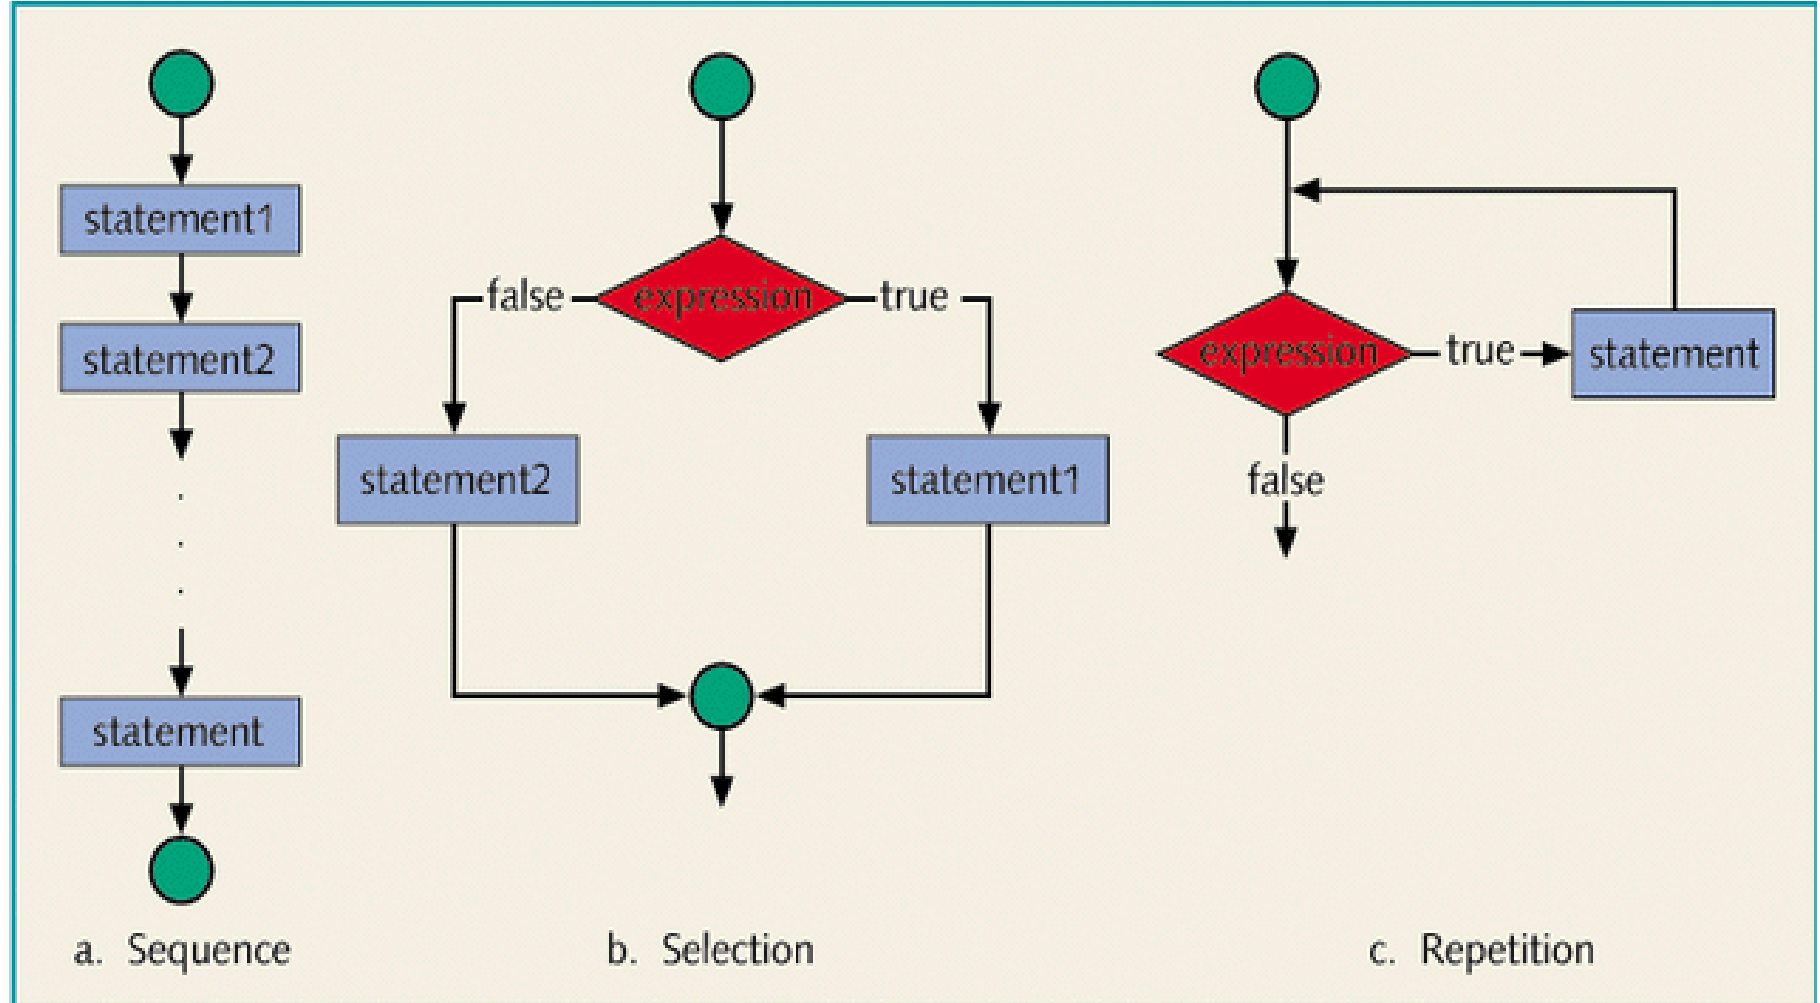 statement1
statement2
.
.
.
statement
a. Sequence
expression
false
true
statement2
statement1
b. Selection
expression
true
statement
false
c. Repetition